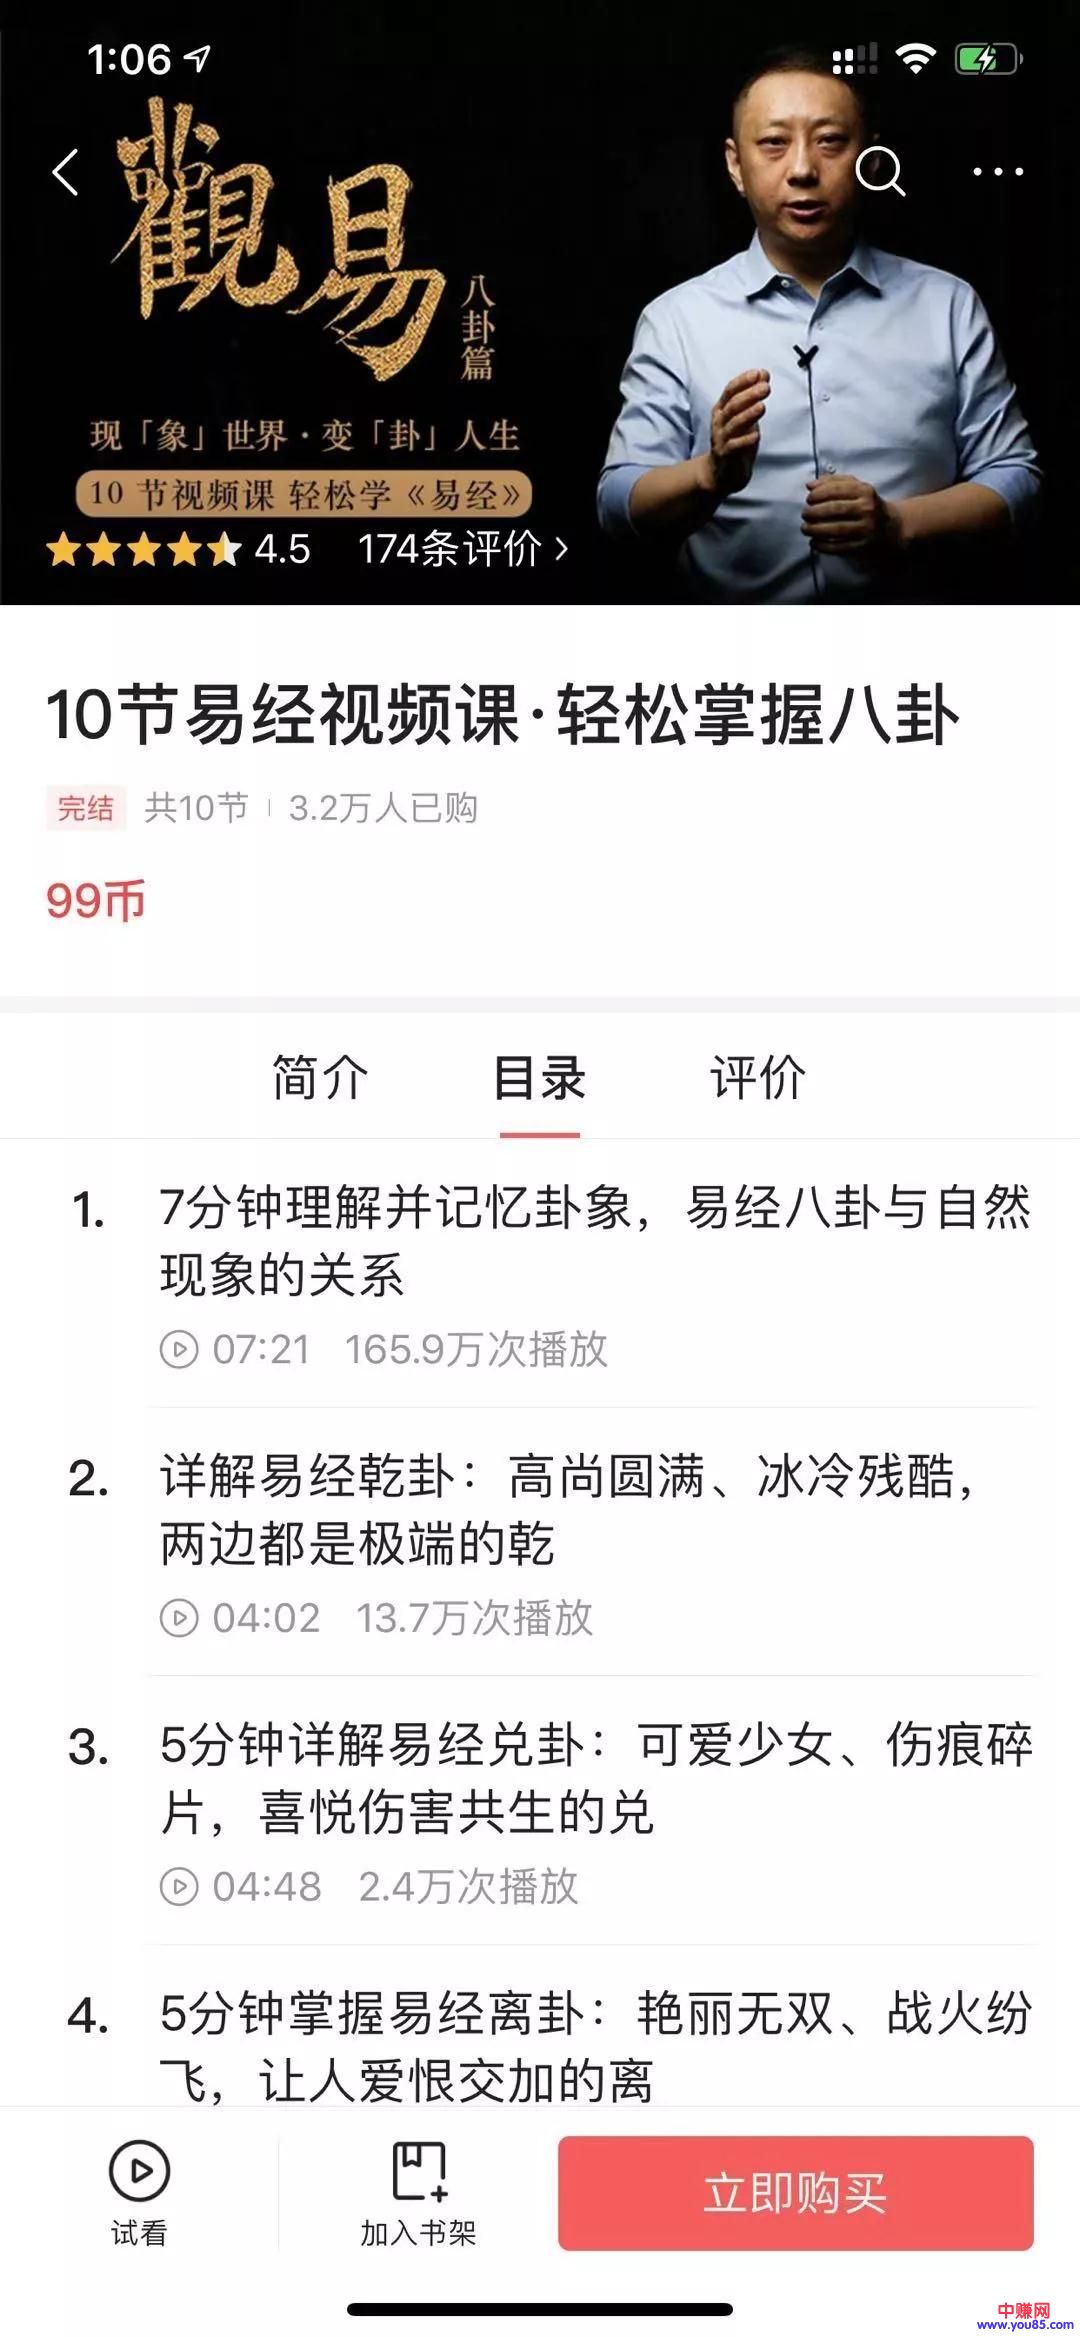 1:06
觀易
八卦篇
现「象」世界·变「卦」人生
10 节视频课 轻松学《易经》
4.5 174条评价
10节易经视频课·轻松掌握八卦
完结 共10节 3.2万人已购
99币
简介 目录 评价
1. 7分钟理解并记忆卦象，易经八卦与自然
现象的关系
07:21 165.9万次播放
2. 详解易经乾卦：高尚圆满、冰冷残酷，
两边都是极端的乾
04:02 13.7万次播放
3. 5分钟详解易经兑卦：可爱少女、伤痕碎
片，喜悦伤害共生的兑
04:48 2.4万次播放
4. 5分钟掌握易经离卦：艳丽无双、战火纷
飞，让人爱恨交加的离
试看 加入书架 立即购买
中赚网
www.you85.com